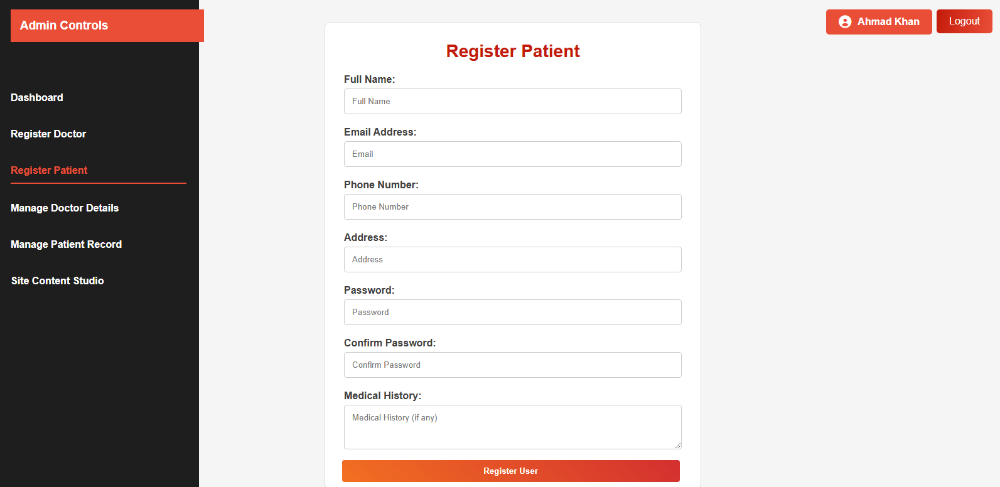 Admin Controls
Dashboard
Register Doctor
Register Patient
Manage Doctor Details
Manage Patient Record
Site Content Studio
Ahmad Khan
Logout
Register Patient
Full Name:
Full Name
Email Address:
Email
Phone Number:
Phone Number
Address:
Address
Password:
Password
Confirm Password:
Confirm Password
Medical History:
Medical History (if any)
Register User